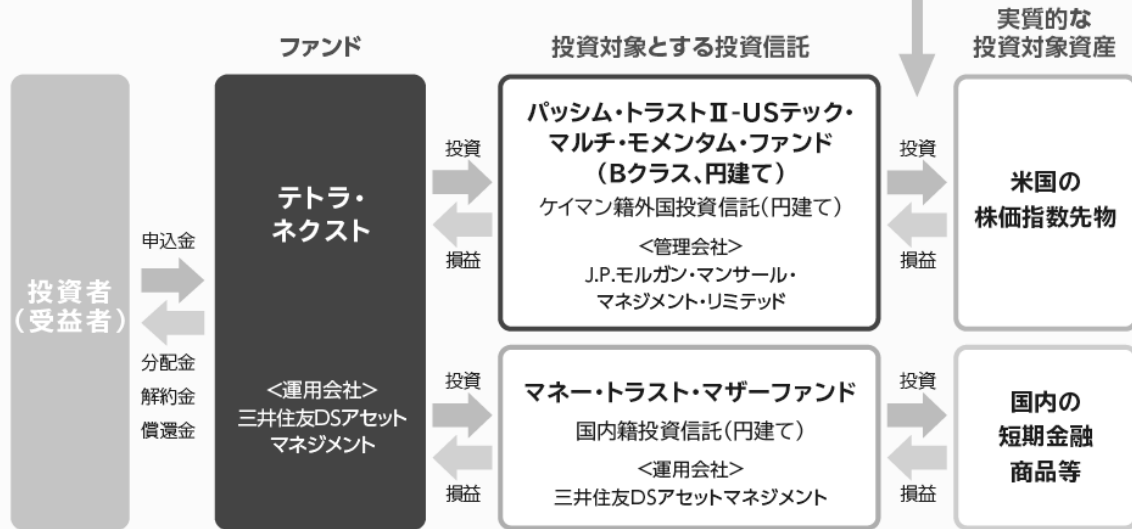 ファンド
投資対象とする投資信託
実質的な
投資対象資産
投資者
（受益者）
申込金
分配金
解約金
償還金
テトラ・
ネクスト
<運用会社>
三井住友DSアセット
マネジメント
投資
損益
パッシム・トラストⅡ-USテック・
マルチ・モメンタム・ファンド
（Bクラス、円建て）
ケイマン籍外国投資信託（円建て）
<管理会社>
J.P.モルガン・マンサール・
マネジメント・リミテッド
投資
損益
米国の
株価指数先物
投資
損益
マネー・トラスト・マザーファンド
国内籍投資信託（円建て）
<運用会社>
三井住友DSアセットマネジメント
投資
損益
国内の
短期金融
商品等